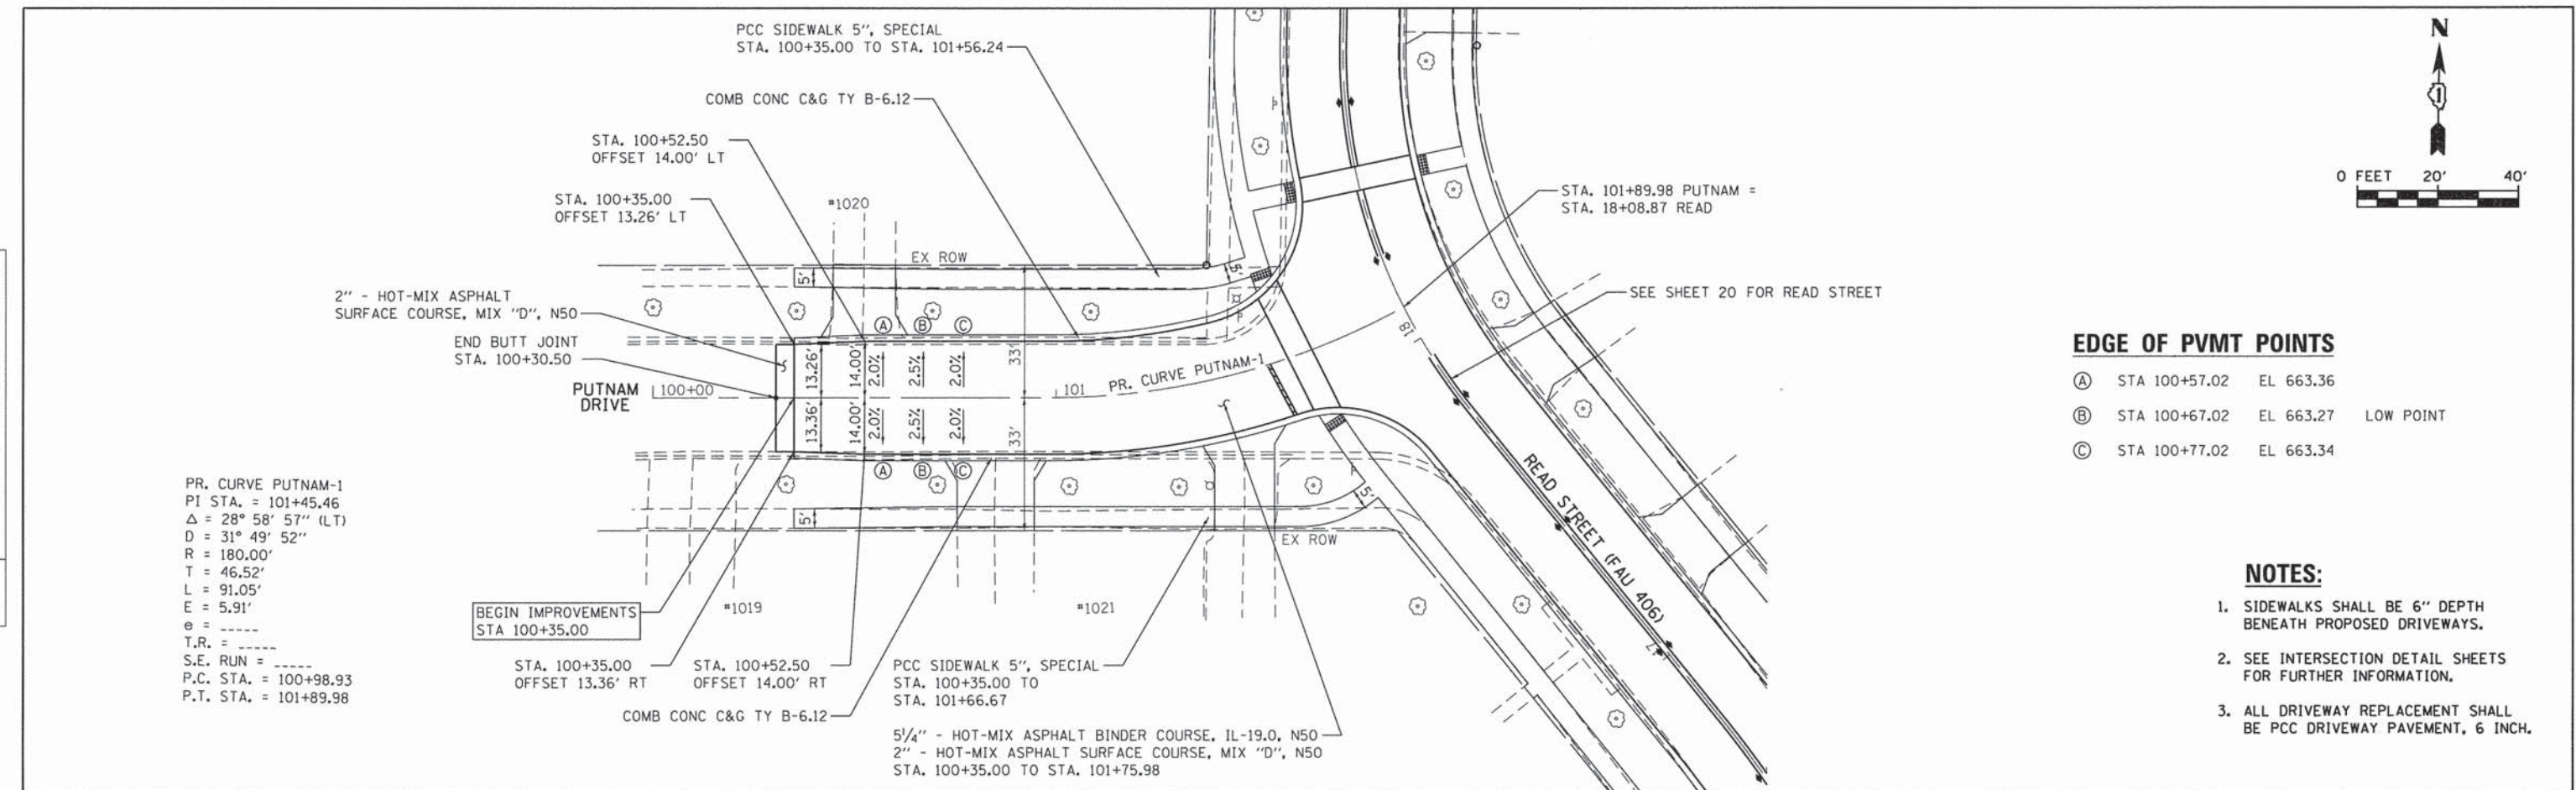 PCC SIDEWALK 5", SPECIAL
STA. 100+35.00 TO STA. 101+56.24
COMB CONC C&G TY B-6.12
STA. 100+52.50
OFFSET 14.00' LT
STA. 100+35.00
OFFSET 13.26' LT
#1020
EX ROW
5'
5'
2" - HOT-MIX ASPHALT
SURFACE COURSE, MIX "D", N50
END BUTT JOINT
STA. 100+30.50
PUTNAM
DRIVE
100+00
A B C
13.26'
14.00'
2.0%
2.5%
2.0%
33'
101
PR. CURVE PUTNAM-1
13.36'
14.00'
2.0%
2.5%
2.0%
33'
A B C
5'
5'
EX ROW
STA. 101+89.98 PUTNAM =
STA. 18+08.87 READ
SEE SHEET 20 FOR READ STREET
18
READ STREET (FAU 406)
17
PR. CURVE PUTNAM-1
PI STA. = 101+45.46
Δ = 28° 58' 57" (LT)
D = 31° 49' 52"
R = 180.00'
T = 46.52'
L = 91.05'
E = 5.91'
e = _____
T.R. = _____
S.E. RUN = _____
P.C. STA. = 100+98.93
P.T. STA. = 101+89.98
BEGIN IMPROVEMENTS
STA 100+35.00
#1019
#1021
STA. 100+35.00
OFFSET 13.36' RT
STA. 100+52.50
OFFSET 14.00' RT
COMB CONC C&G TY B-6.12
PCC SIDEWALK 5", SPECIAL
STA. 100+35.00 TO
STA. 101+66.67
5 1/4" - HOT-MIX ASPHALT BINDER COURSE, IL-19.0, N50
2" - HOT-MIX ASPHALT SURFACE COURSE, MIX "D", N50
STA. 100+35.00 TO STA. 101+75.98
N
0 FEET 20' 40'
EDGE OF PVMT POINTS
A STA 100+57.02 EL 663.36
B STA 100+67.02 EL 663.27 LOW POINT
C STA 100+77.02 EL 663.34
NOTES:
1. SIDEWALKS SHALL BE 6" DEPTH
BENEATH PROPOSED DRIVEWAYS.
2. SEE INTERSECTION DETAIL SHEETS
FOR FURTHER INFORMATION.
3. ALL DRIVEWAY REPLACEMENT SHALL
BE PCC DRIVEWAY PAVEMENT, 6 INCH.